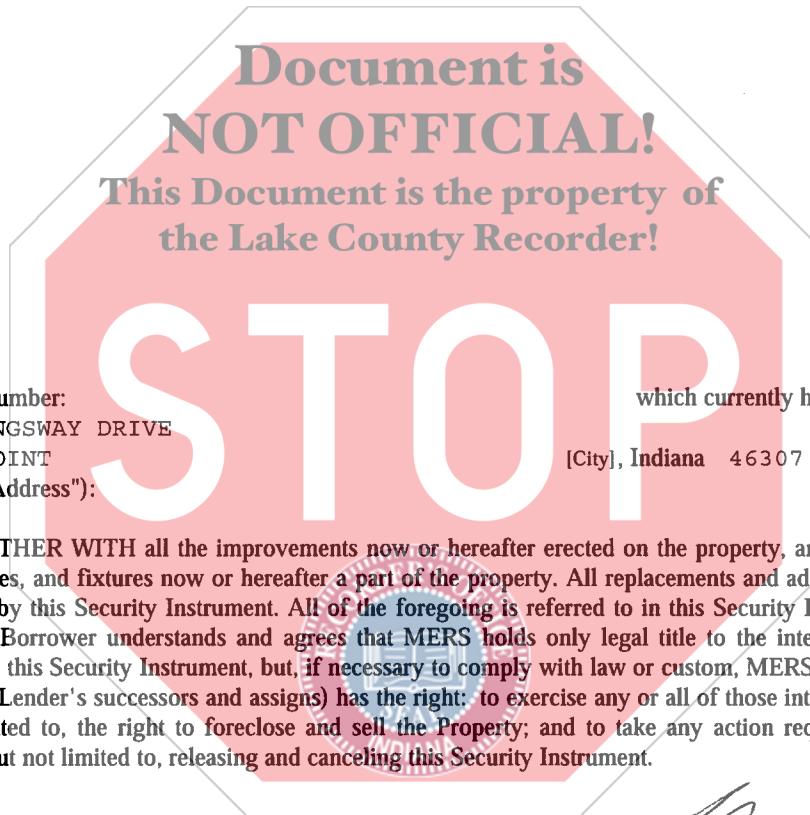 Document is
NOT OFFICIAL!
This Document is the property of
the Lake County Recorder!
STOP
umber: which currently h
NGSWAY DRIVE
OINT [City], Indiana 46307
Address"):
THER WITH all the improvements now or hereafter erected on the property, an
es, and fixtures now or hereafter a part of the property. All replacements and ad
by this Security Instrument. All of the foregoing is referred to in this Security I
Borrower understands and agrees that MERS holds only legal title to the inte
this Security Instrument, but, if necessary to comply with law or custom, MERS
Lender's successors and assigns) has the right: to exercise any or all of those int
ted to, the right to foreclose and sell the Property; and to take any action req
ut not limited to, releasing and canceling this Security Instrument.
SEAL
INDIANA